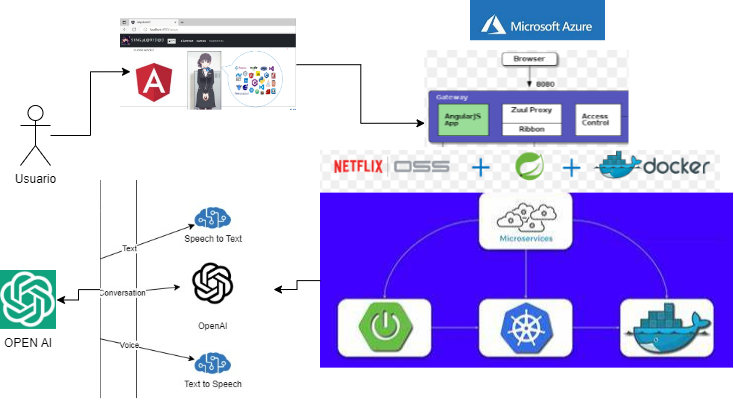 Microsoft Azure
Browser
8080
Gateway
AngularJS
App
Zuul Proxy
Ribbon
Access
Control
NETFLIX OSS + + docker
Usuario
Microservices
Text
Speech to Text
Conversation
OpenAI
OPEN AI
Voice
Text to Speech